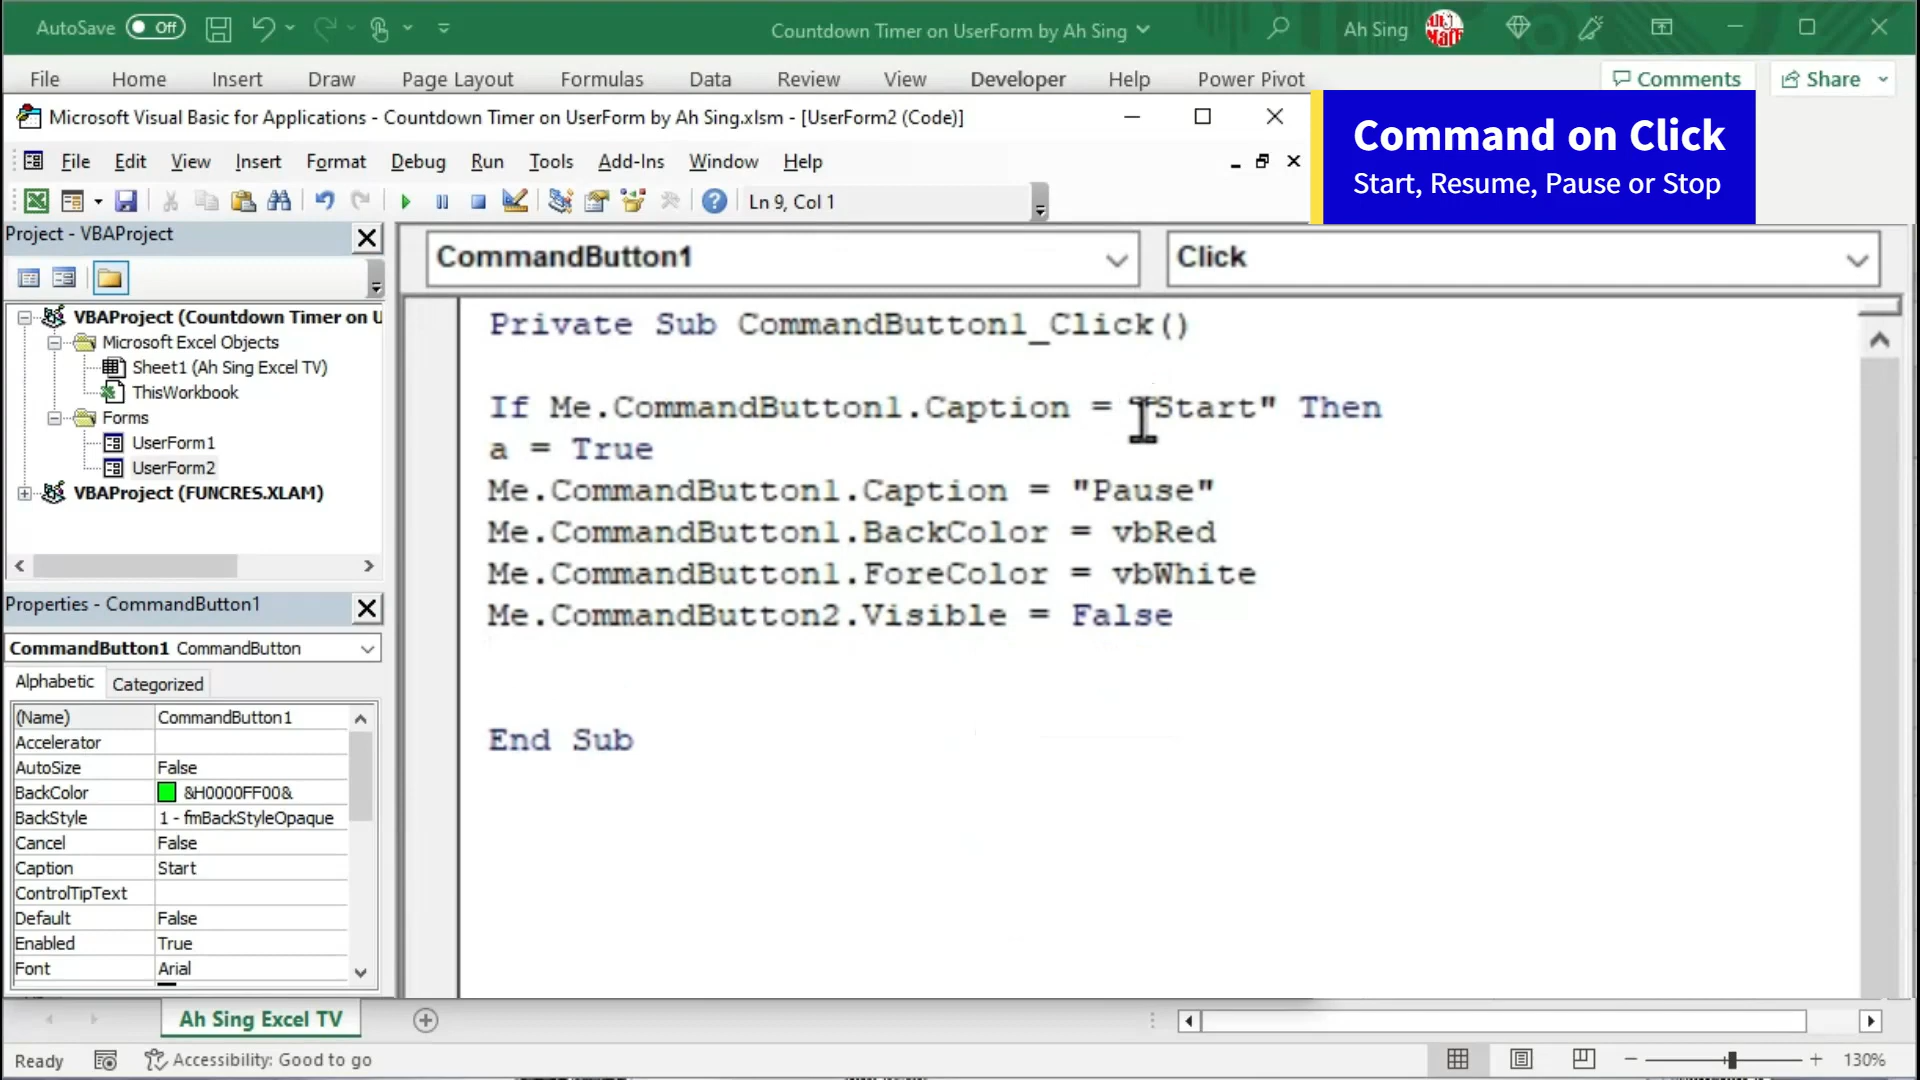 AutoSave Off
Countdown Timer on UserForm by Ah Sing
Ah Sing
File Home Insert Draw Page Layout Formulas Data Review View Developer Help Power Pivot
Comments Share
Microsoft Visual Basic for Applications - Countdown Timer on UserForm by Ah Sing.xlsm - [UserForm2 (Code)]
Command on Click
Start, Resume, Pause or Stop
File Edit View Insert Format Debug Run Tools Add-Ins Window Help
Ln 9, Col 1
Project - VBAProject
VBAProject (Countdown Timer on U
Microsoft Excel Objects
Sheet1 (Ah Sing Excel TV)
ThisWorkbook
Forms
UserForm1
UserForm2
VBAProject (FUNCRES.XLAM)
Properties - CommandButton1
CommandButton1 CommandButton
Alphabetic Categorized
(Name) CommandButton1
Accelerator
AutoSize False
BackColor &H0000FF00&
BackStyle 1 - fmBackStyleOpaque
Cancel False
Caption Start
ControlTipText
Default False
Enabled True
Font Arial
CommandButton1 Click
Private Sub CommandButton1_Click()
If Me.CommandButton1.Caption = "Start" Then
a = True
Me.CommandButton1.Caption = "Pause"
Me.CommandButton1.BackColor = vbRed
Me.CommandButton1.ForeColor = vbWhite
Me.CommandButton2.Visible = False
End Sub
Ah Sing Excel TV
Ready Accessibility: Good to go
130%